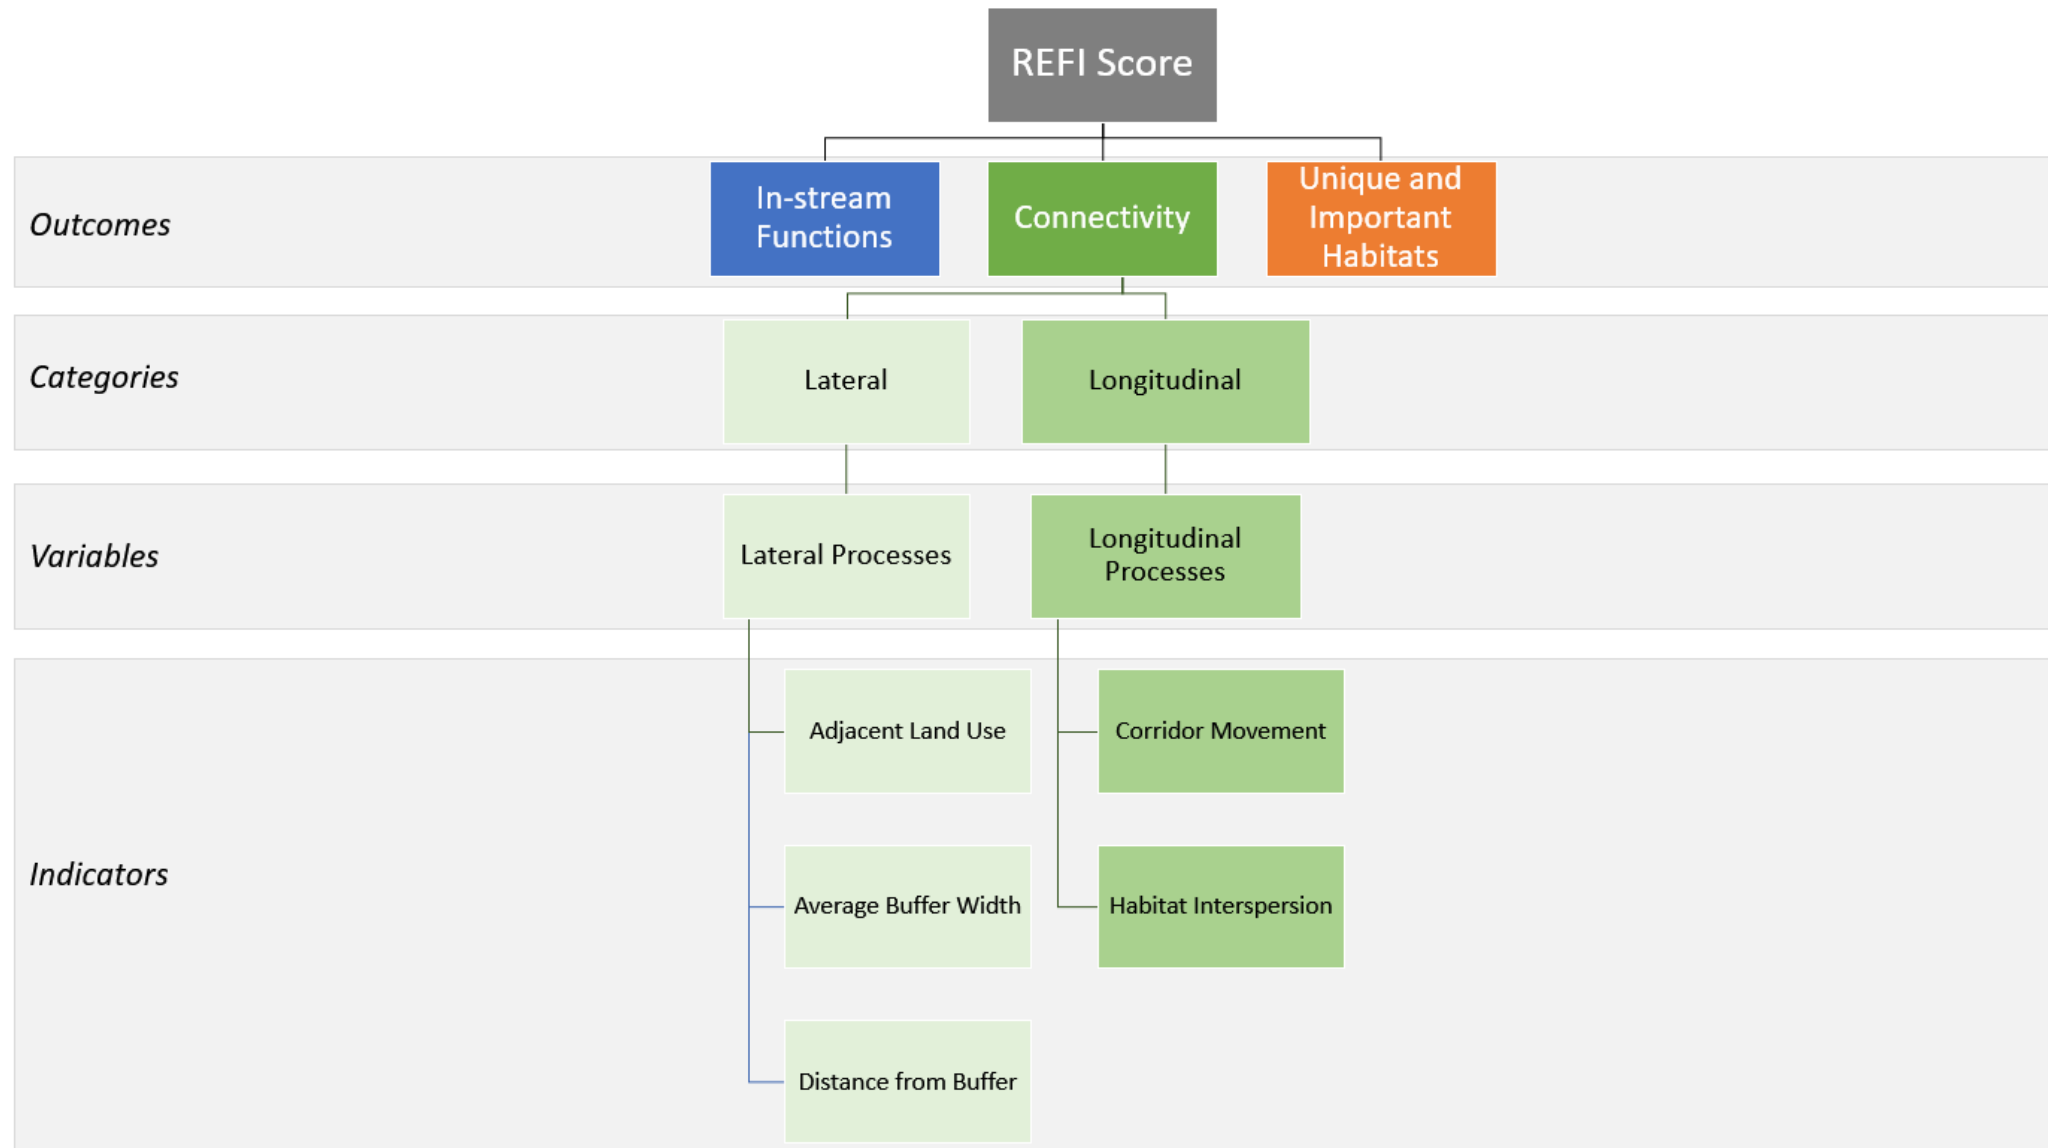 REFI Score
Outcomes
In-stream
Functions
Connectivity
Unique and
Important
Habitats
Categories
Lateral
Longitudinal
Variables
Lateral Processes
Longitudinal
Processes
Indicators
Adjacent Land Use
Corridor Movement
Average Buffer Width
Habitat Interspersion
Distance from Buffer